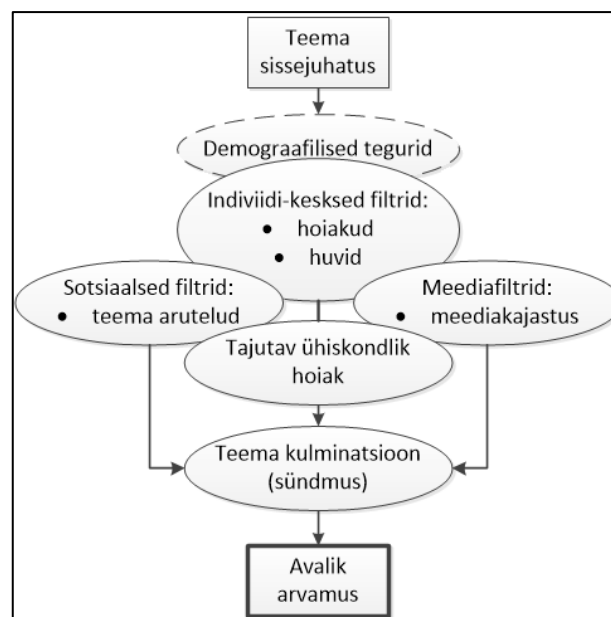 Teema
sissejuhatus
Demograafilised tegurid
Indiviidi-kesksed filtrid:
• hoiakud
• huvid
Sotsiaalsed filtrid:
• teema arutelud
Meediafiltrid:
• meediakajastus
Tajutav ühiskondlik
hoiak
Teema kulminatsioon
(sündmus)
Avalik
arvamus